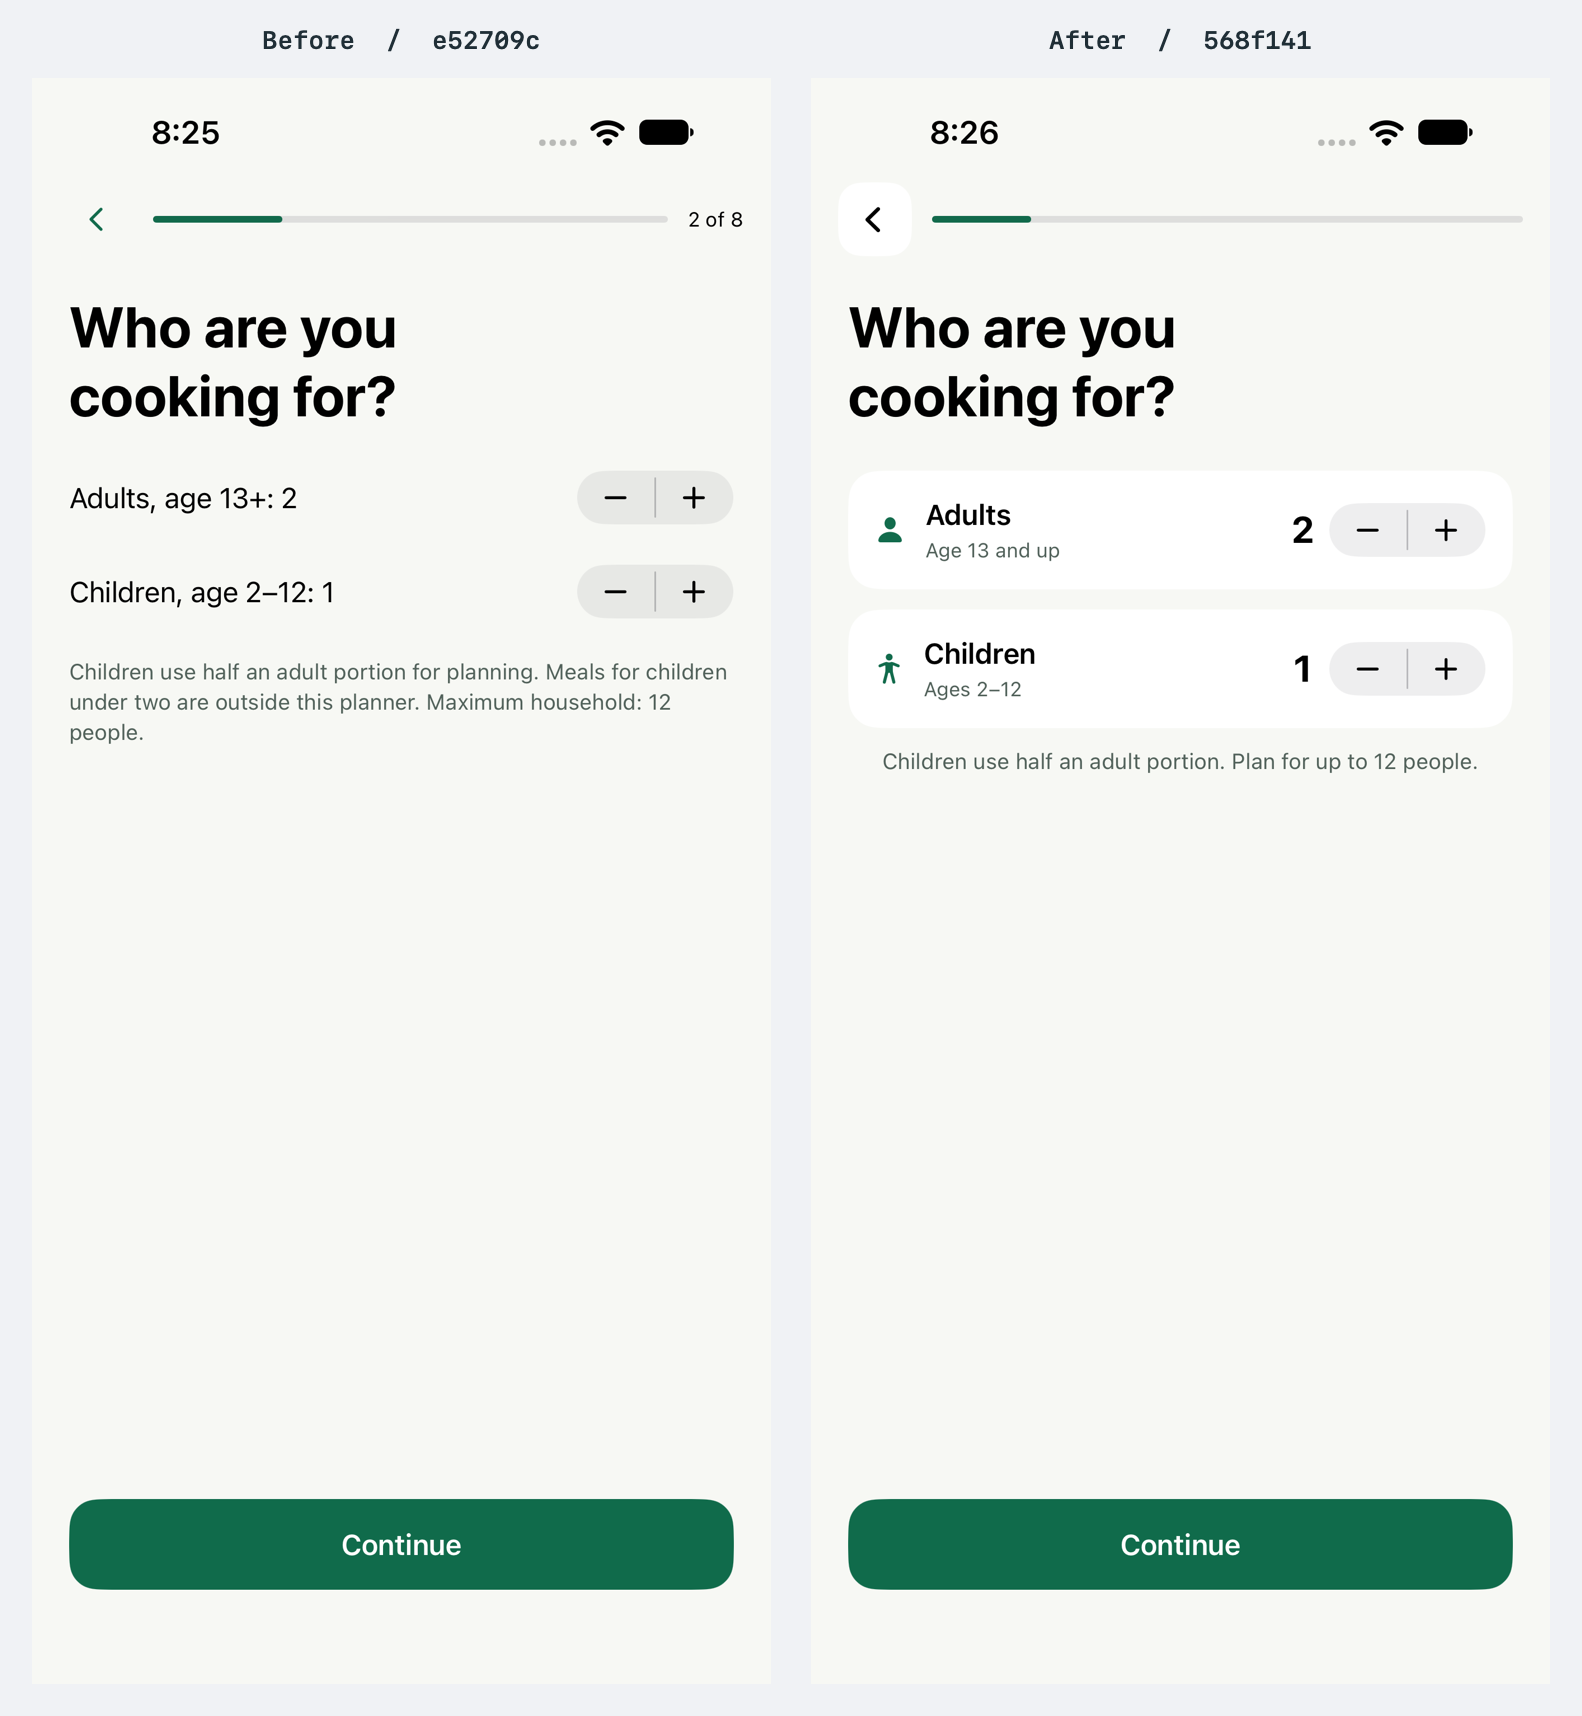 Before / e52709c
8:25
2 of 8
Who are you
cooking for?
Adults, age 13+: 2
Children, age 2–12: 1
Children use half an adult portion for planning. Meals for children
under two are outside this planner. Maximum household: 12
people.
Continue
After / 568f141
8:26
Who are you
cooking for?
Adults
Age 13 and up
2
Children
Ages 2–12
1
Children use half an adult portion. Plan for up to 12 people.
Continue